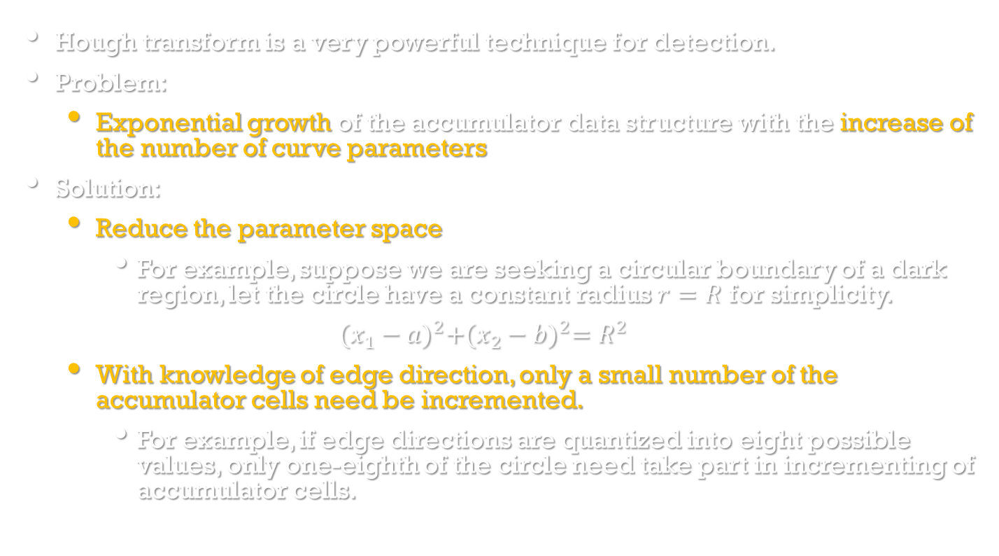 • Hough transform is a very powerful technique for detection.
• Problem:
• Exponential growth of the accumulator data structure with the increase of
the number of curve parameters
• Solution:
• Reduce the parameter space
• For example, suppose we are seeking a circular boundary of a dark
region, let the circle have a constant radius r = R for simplicity.
(x₁ − a)²+(x₂ − b)²= R²
• With knowledge of edge direction, only a small number of the
accumulator cells need be incremented.
• For example, if edge directions are quantized into eight possible
values, only one-eighth of the circle need take part in incrementing of
accumulator cells.